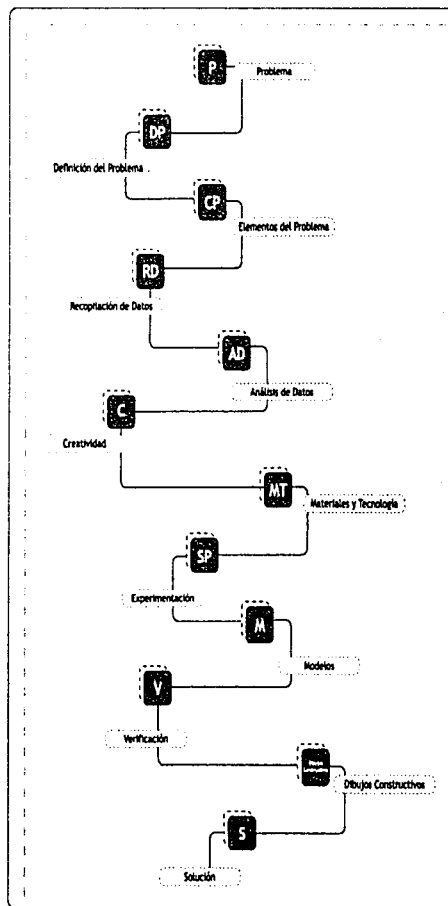 P
Problema
DP
Definición del Problema
CP
Elementos del Problema
RD
Recopilación de Datos
AD
Análisis de Datos
C
Creatividad
MT
Materiales y Tecnología
SP
Experimentación
M
Modelos
V
Verificación
Dibujos Constructivos
S
Solución